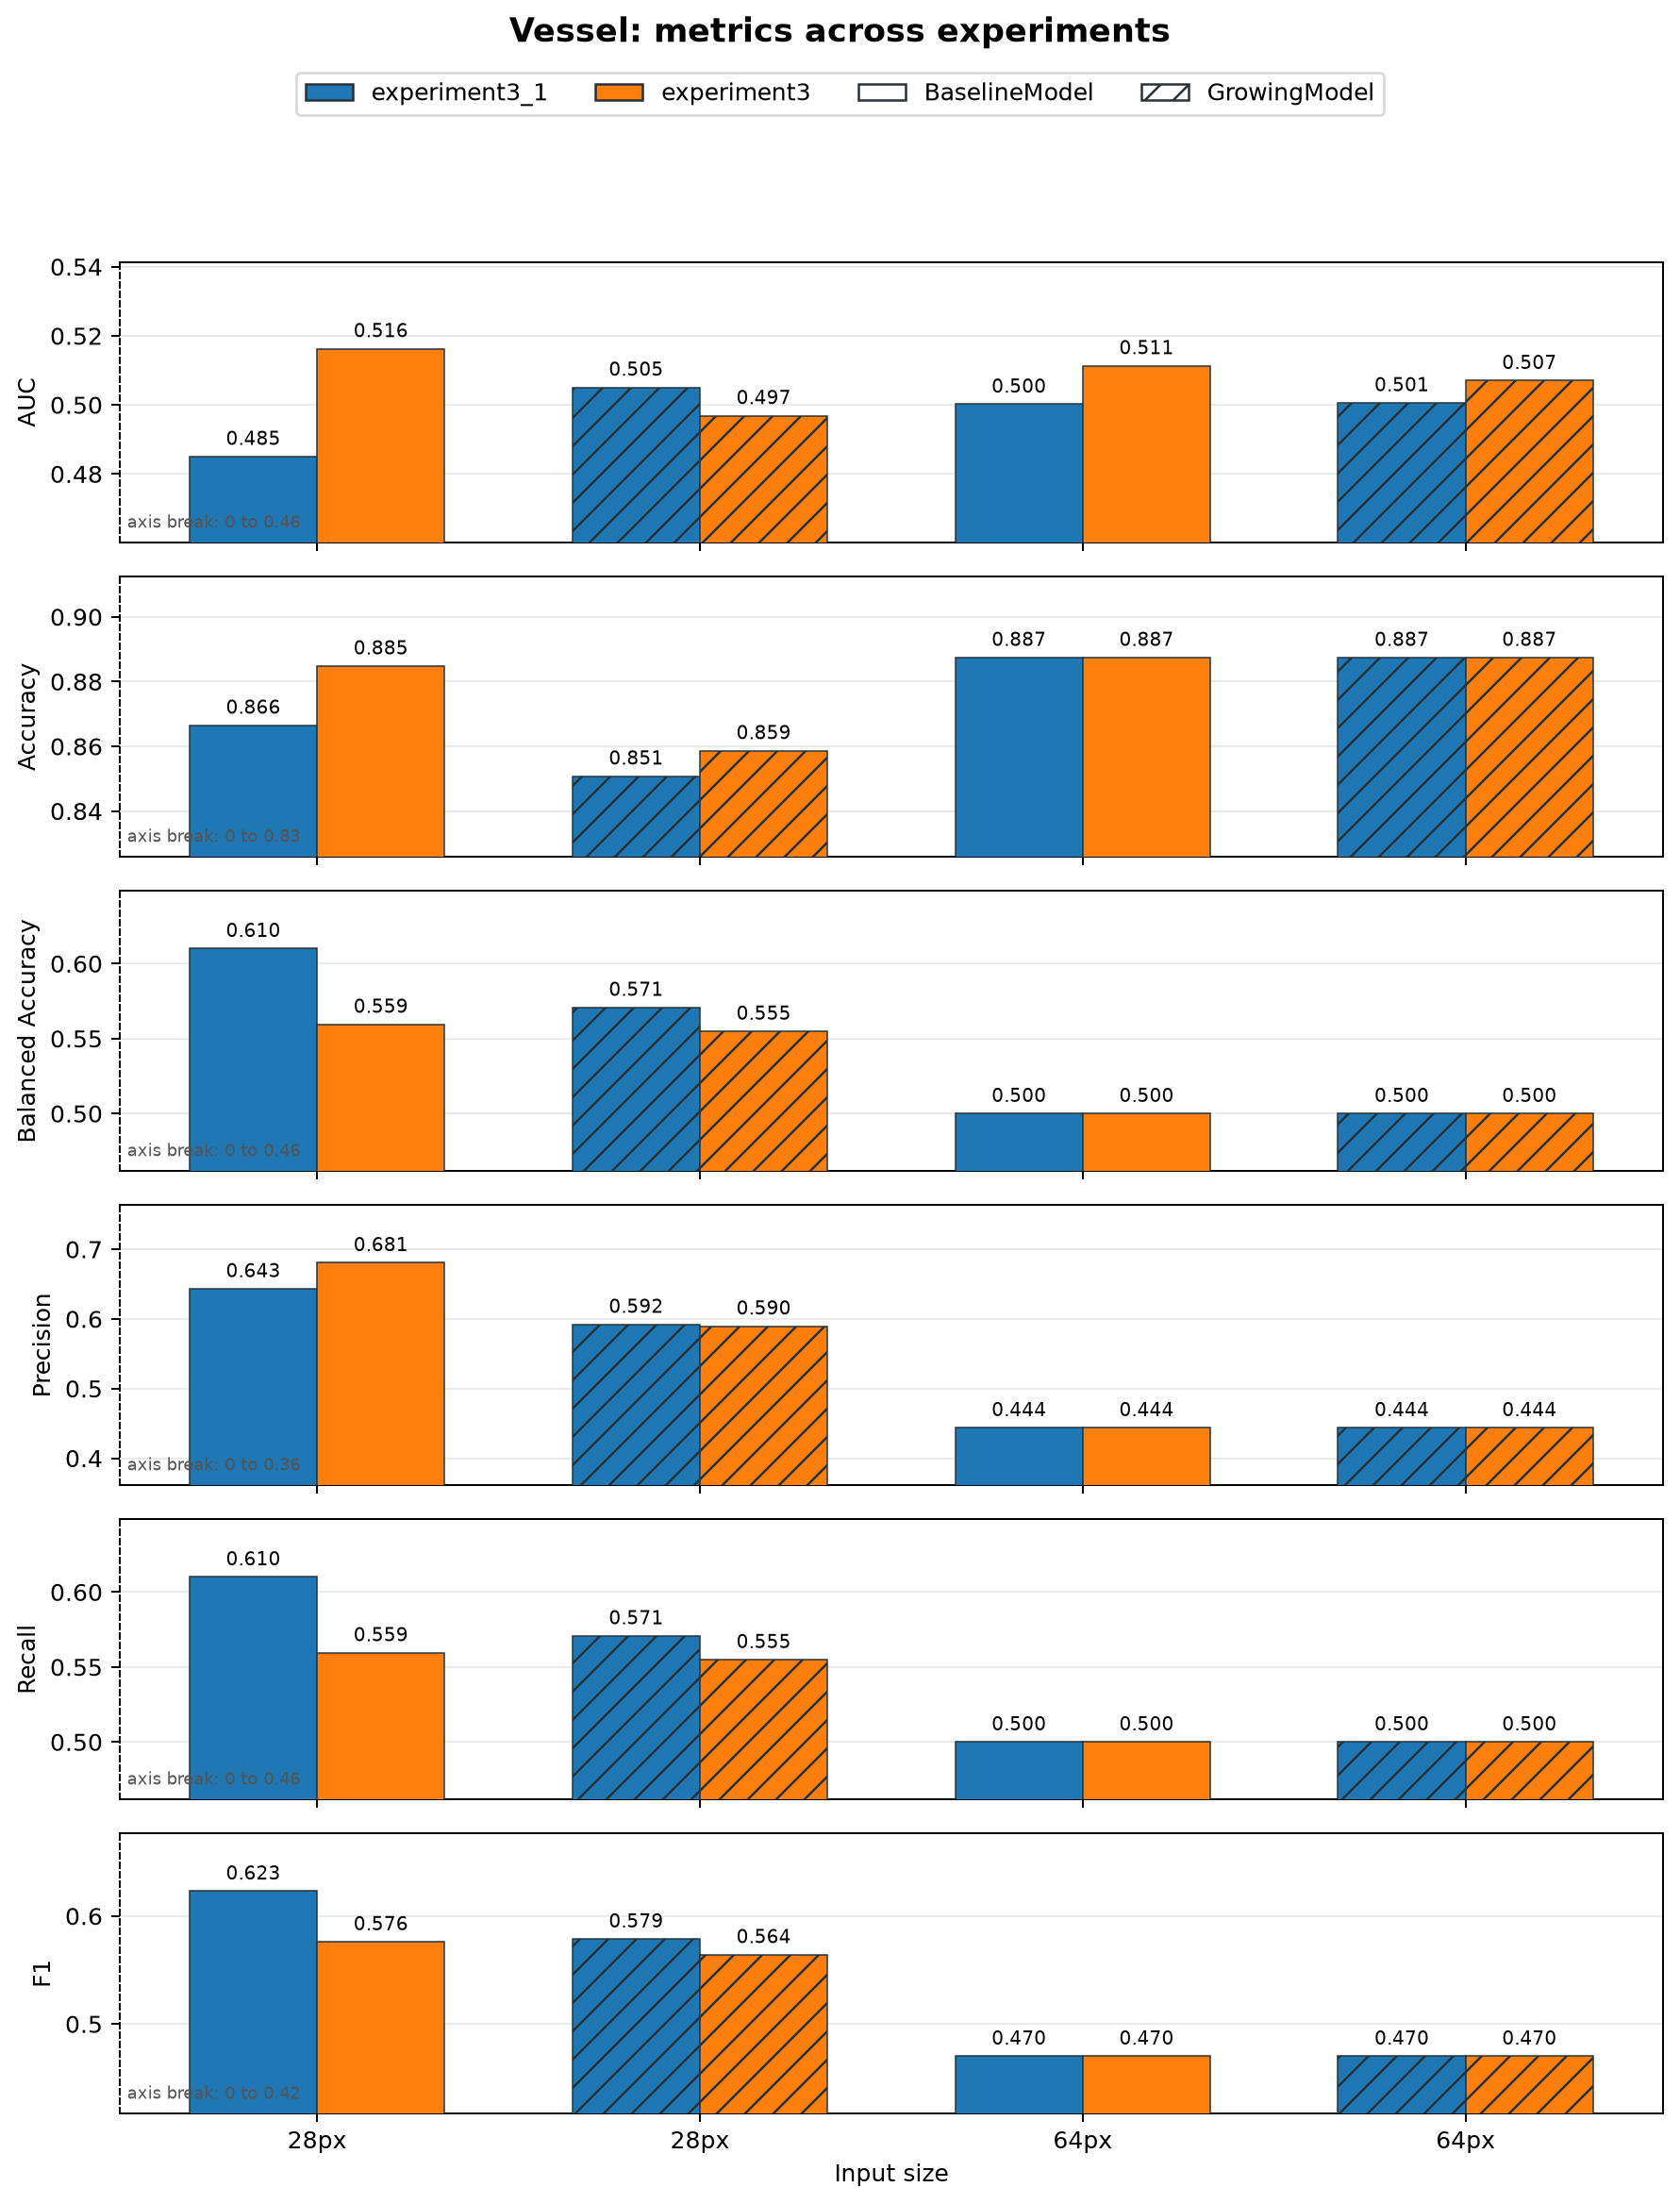 Vessel: metrics across experiments
experiment3_1 experiment3 BaselineModel GrowingModel
AUC
0.54
0.52
0.50
0.48
0.485 0.516 0.505 0.497 0.500 0.511 0.501 0.507
axis break: 0 to 0.46
Accuracy
0.90
0.88
0.86
0.84
0.866 0.885 0.851 0.859 0.887 0.887 0.887 0.887
axis break: 0 to 0.83
Balanced Accuracy
0.60
0.55
0.50
0.610 0.559 0.571 0.555 0.500 0.500 0.500 0.500
axis break: 0 to 0.46
Precision
0.7
0.6
0.5
0.4
0.643 0.681 0.592 0.590 0.444 0.444 0.444 0.444
axis break: 0 to 0.36
Recall
0.60
0.55
0.50
0.610 0.559 0.571 0.555 0.500 0.500 0.500 0.500
axis break: 0 to 0.46
F1
0.6
0.5
0.623 0.576 0.579 0.564 0.470 0.470 0.470 0.470
axis break: 0 to 0.42
28px 28px 64px 64px
Input size